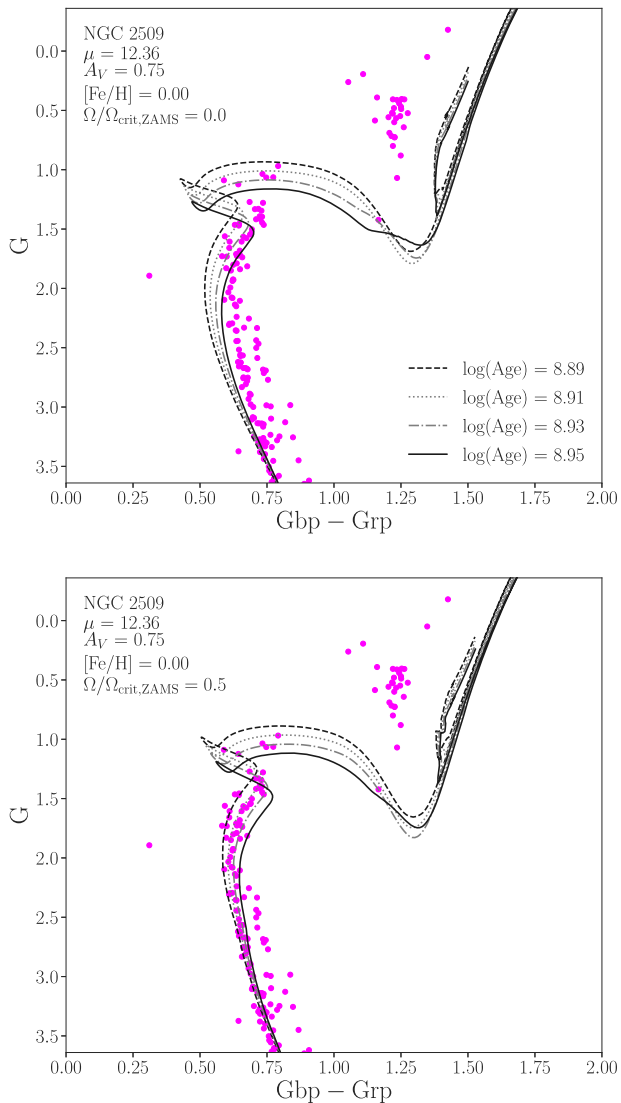 NGC 2509
μ = 12.36
A_V = 0.75
[Fe/H] = 0.00
Ω/Ω_crit,ZAMS = 0.0
0.0
0.5
1.0
1.5
2.0
2.5
3.0
3.5
G
log(Age) = 8.89
log(Age) = 8.91
log(Age) = 8.93
log(Age) = 8.95
0.00 0.25 0.50 0.75 1.00 1.25 1.50 1.75 2.00
Gbp − Grp
NGC 2509
μ = 12.36
A_V = 0.75
[Fe/H] = 0.00
Ω/Ω_crit,ZAMS = 0.5
0.0
0.5
1.0
1.5
2.0
2.5
3.0
3.5
G
0.00 0.25 0.50 0.75 1.00 1.25 1.50 1.75 2.00
Gbp − Grp